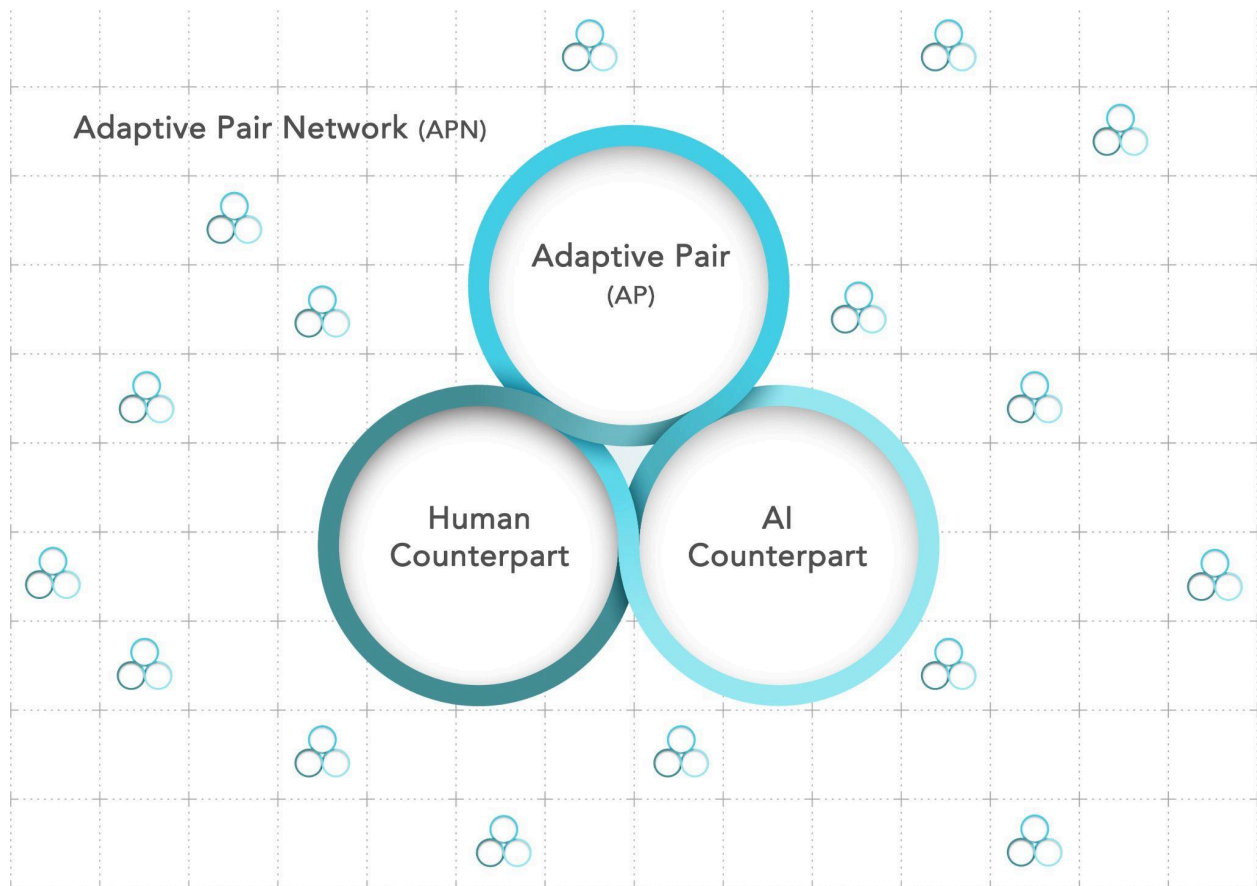 Adaptive Pair Network (APN)
Adaptive Pair
(AP)
Human
Counterpart
AI
Counterpart